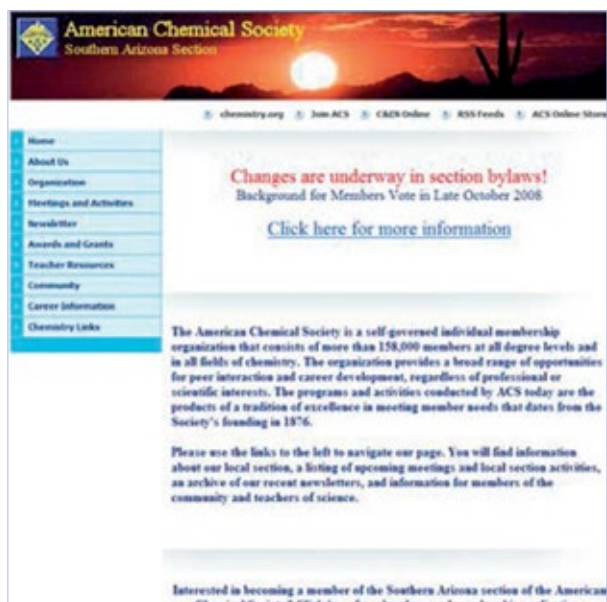 American Chemical Society
Southern Arizona Section
chemistry.org Join ACS C&EN Online RSS Feeds ACS Online Store
Home
About Us
Organization
Meetings and Activities
Newsletter
Awards and Grants
Teacher Resources
Community
Career Information
Chemistry Links
Changes are underway in section bylaws!
Background for Members Vote in Late October 2008
Click here for more information
The American Chemical Society is a self-governed individual membership
organization that consists of more than 158,000 members at all degree levels and
in all fields of chemistry. The organization provides a broad range of opportunities
for peer interaction and career development, regardless of professional or
scientific interests. The programs and activities conducted by ACS today are the
products of a tradition of excellence in meeting member needs that dates from the
Society's founding in 1876.
Please use the links to the left to navigate our page. You will find information
about our local section, a listing of upcoming meetings and local section activities,
an archive of our recent newsletters, and information for members of the
community and teachers of science.
Interested in becoming a member of the Southern Arizona section of the American